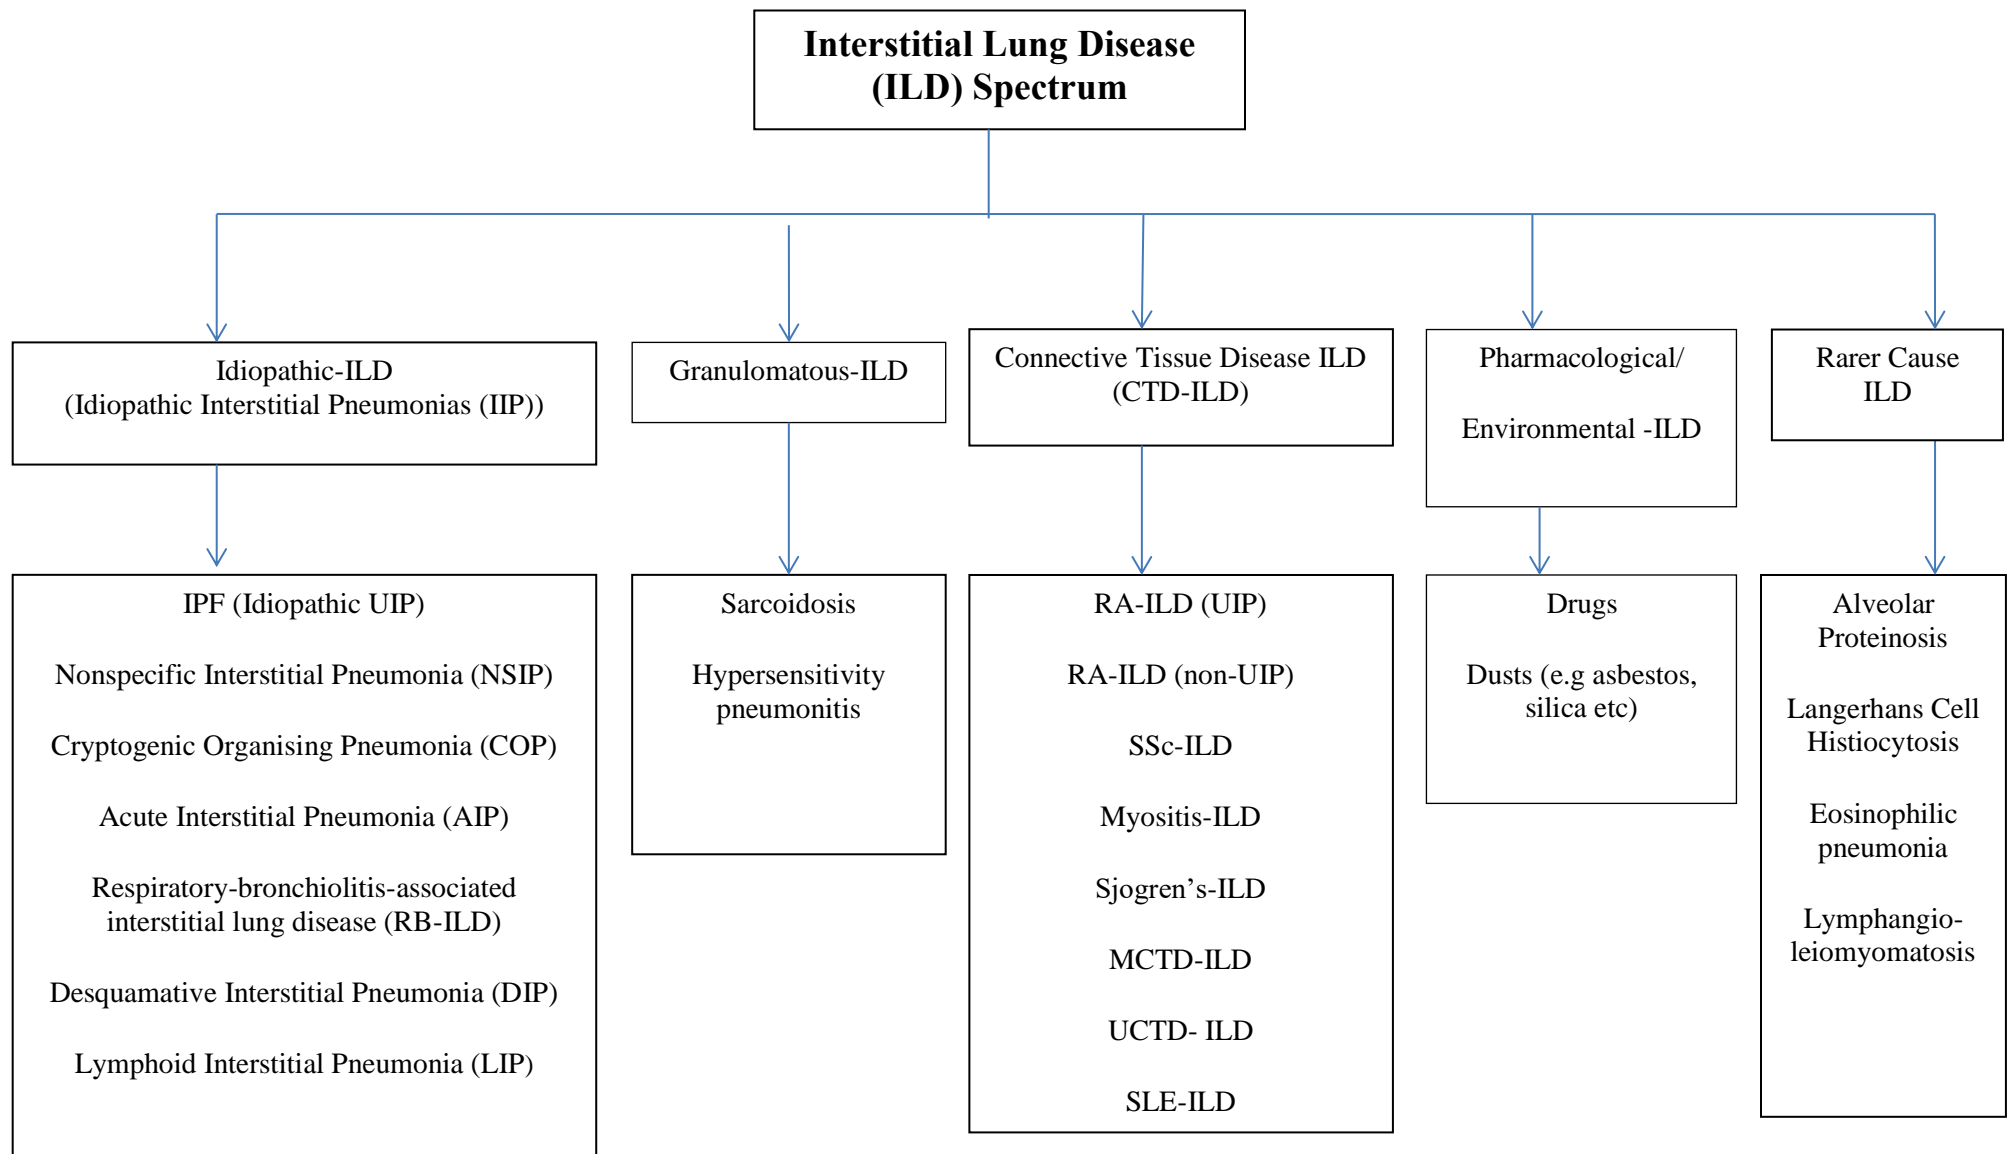 Interstitial Lung Disease
(ILD) Spectrum
Idiopathic-ILD
(Idiopathic Interstitial Pneumonias (IIP))
Granulomatous-ILD
Connective Tissue Disease ILD
(CTD-ILD)
Pharmacological/
Environmental -ILD
Rarer Cause
ILD
IPF (Idiopathic UIP)
Nonspecific Interstitial Pneumonia (NSIP)
Cryptogenic Organising Pneumonia (COP)
Acute Interstitial Pneumonia (AIP)
Respiratory-bronchiolitis-associated
interstitial lung disease (RB-ILD)
Desquamative Interstitial Pneumonia (DIP)
Lymphoid Interstitial Pneumonia (LIP)
Sarcoidosis
Hypersensitivity
pneumonitis
RA-ILD (UIP)
RA-ILD (non-UIP)
SSc-ILD
Myositis-ILD
Sjogren’s-ILD
MCTD-ILD
UCTD- ILD
SLE-ILD
Drugs
Dusts (e.g asbestos,
silica etc)
Alveolar
Proteinosis
Langerhans Cell
Histiocytosis
Eosinophilic
pneumonia
Lymphangio-
leiomyomatosis